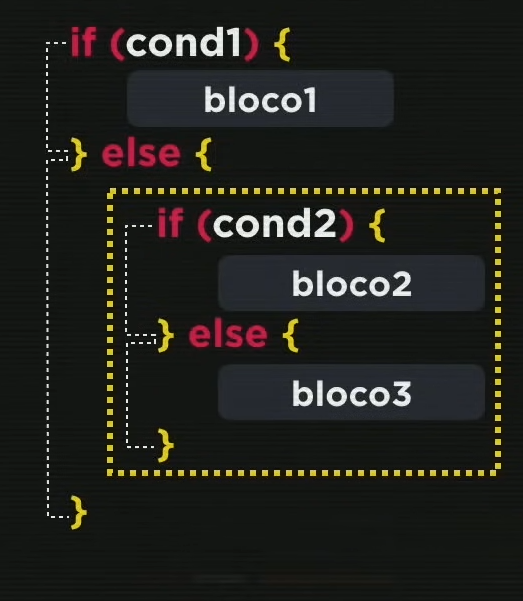 if (cond1) {
bloco1
} else {
if (cond2) {
bloco2
} else {
bloco3
}
}